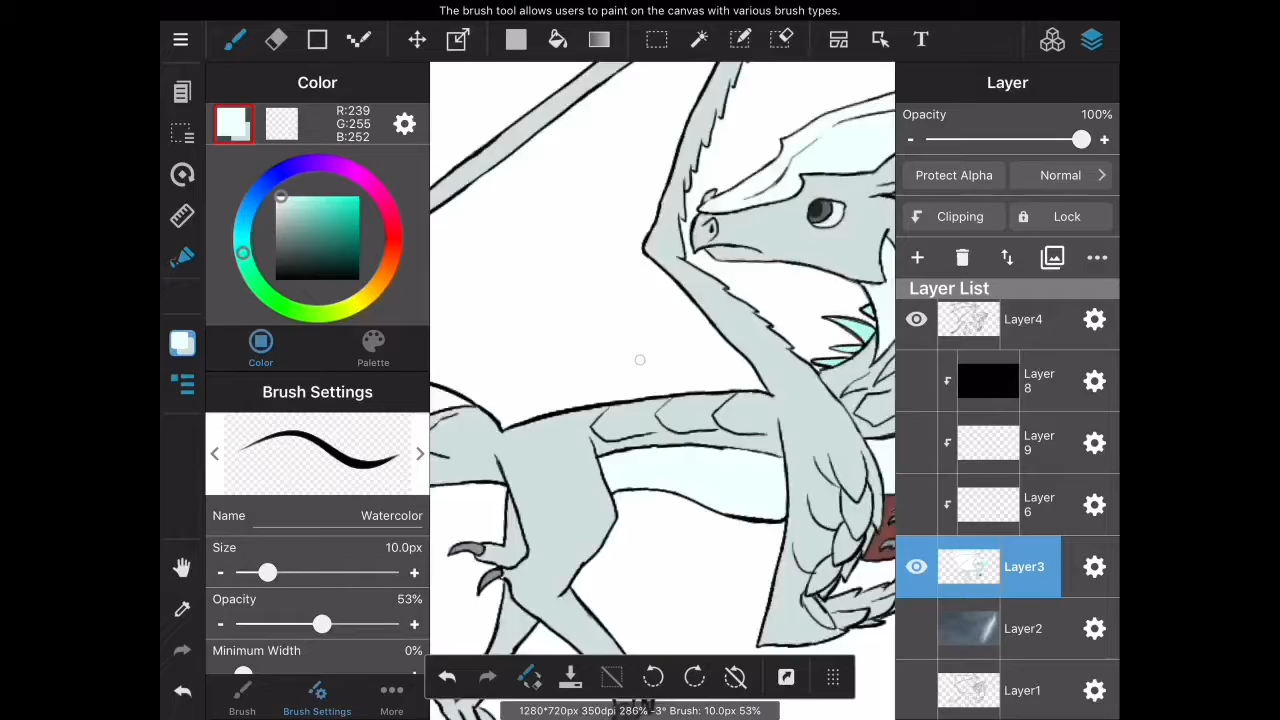 The brush tool allows users to paint on the canvas with various brush types.
T
Color
R:239
G:255
B:252
Color
Palette
Brush Settings
Name
Watercolor
Size
10.0px
-
+
Opacity
53%
-
+
Minimum Width
0%
-
Brush
Brush Settings
More
1280*720px 350dpi 286% -3° Brush: 10.0px 53%
Layer
Opacity
100%
-
+
Protect Alpha
Normal
Clipping
Lock
Layer List
Layer4
Layer
8
Layer
9
Layer
6
Layer3
Layer2
Layer1